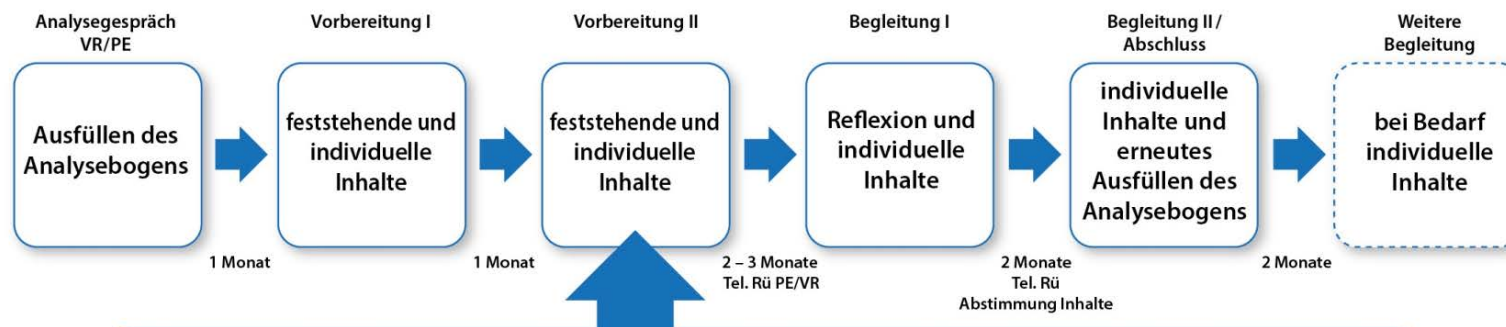 Analysegespräch
VR/PE
Vorbereitung I
Vorbereitung II
Begleitung I
Begleitung II /
Abschluss
Weitere
Begleitung
Ausfüllen des
Analysebogens
feststehende und
individuelle
Inhalte
feststehende und
individuelle
Inhalte
Reflexion und
individuelle
Inhalte
individuelle
Inhalte und
erneutes
Ausfüllen des
Analysebogens
bei Bedarf
individuelle
Inhalte
1 Monat
1 Monat
2 – 3 Monate
Tel. Rü PE/VR
2 Monate
Tel. Rü
Abstimmung Inhalte
2 Monate